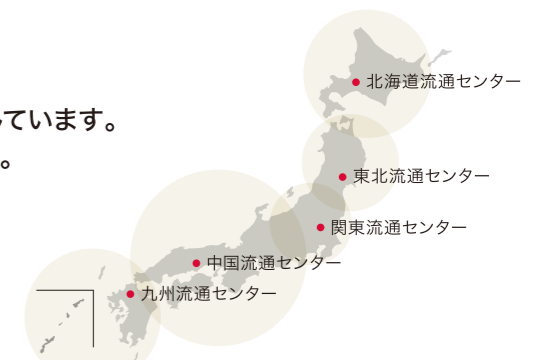 ています。
。
北海道流通センター
東北流通センター
関東流通センター
中国流通センター
九州流通センター